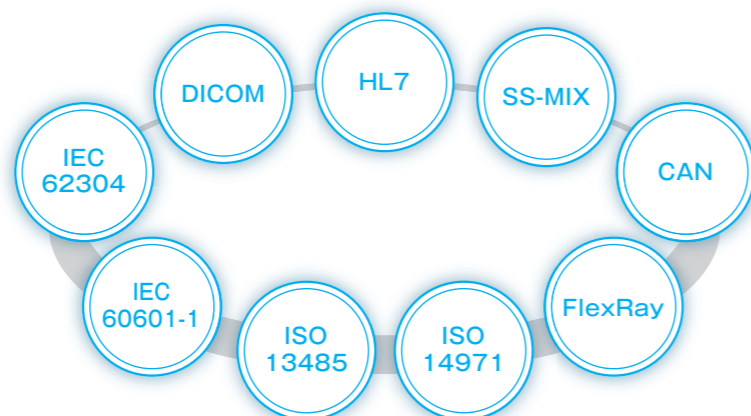 HL7
DICOM
SS-MIX
IEC
62304
CAN
IEC
60601-1
FlexRay
ISO
13485
ISO
14971